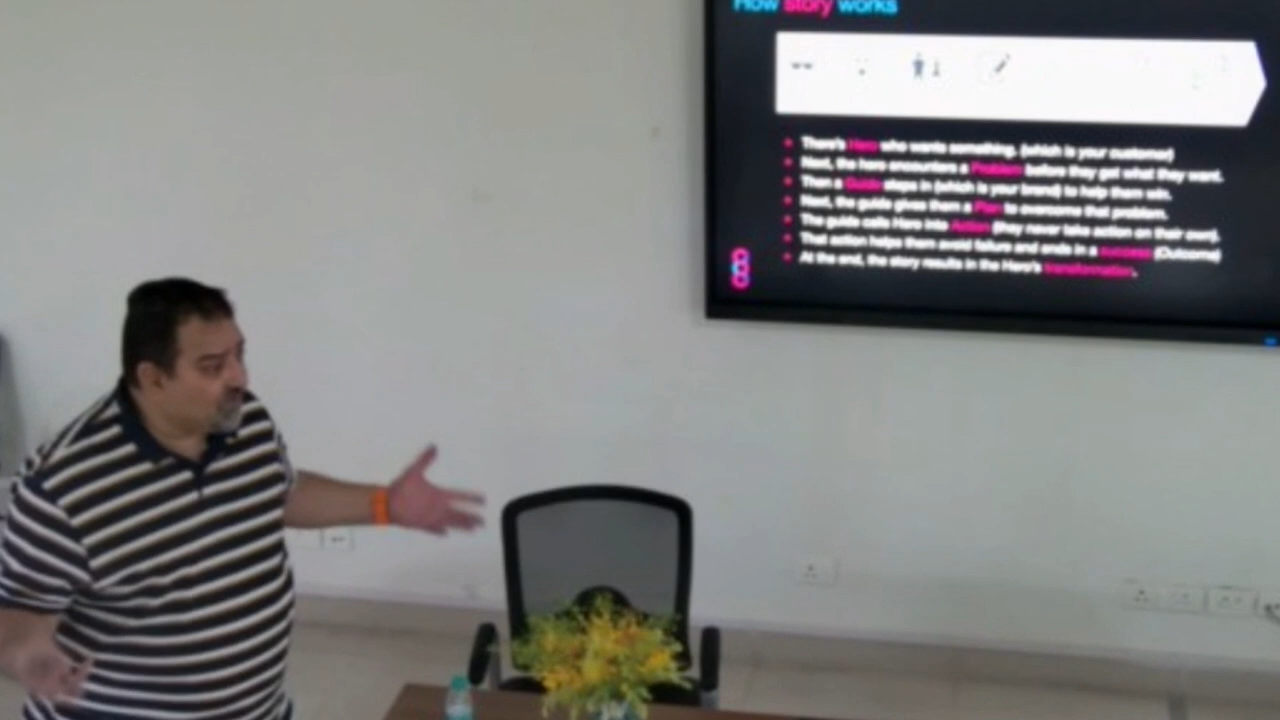 How story works
There's Hero who wants something. (which is your customer)
Next, the hero encounters a Problem before they get what they want.
Then a Guide steps in (which is your brand) to help them win.
Next, the guide gives them a Plan to overcome that problem.
The guide calls Hero into Action (they never take action on their own).
That action helps them avoid failure and ends in a success (Outcome)
At the end, the story results in the Hero's transformation.